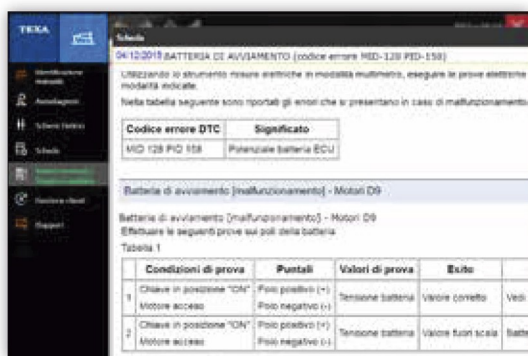 TEXA
Scheda
04/12/2015 BATTERIA DI AVVIAMENTO (codice errore MID-128 PID-158)
Utilizzando lo strumento misure elettriche in modalità multimetro, eseguire le prove elettriche
modalità indicate.
Nella tabella seguente sono riportati gli errori che si presentano in caso di malfunzionamento
Codice errore DTC Significato
MID 128 PID 158 Potenziale batteria ECU
Batterie di avviamento [malfunzionamento] - Motori D9
Batterie di avviamento [malfunzionamento] - Motori D9
Effettuare le seguenti prove sui poli della batteria
Tabella 1
Condizioni di prova Puntali Valori di prova Esito
1 Chiave in posizione "ON" Motore acceso Polo positivo (+) Polo negativo (-) Tensione batteria Valore corretto Vedi
2 Chiave in posizione "ON" Motore acceso Polo positivo (+) Polo negativo (-) Tensione batteria Valore fuori scala Batte
Identificazione
Autodiagnosi
Schemi Elettrici
Schede
Gestione clienti
Rapporti